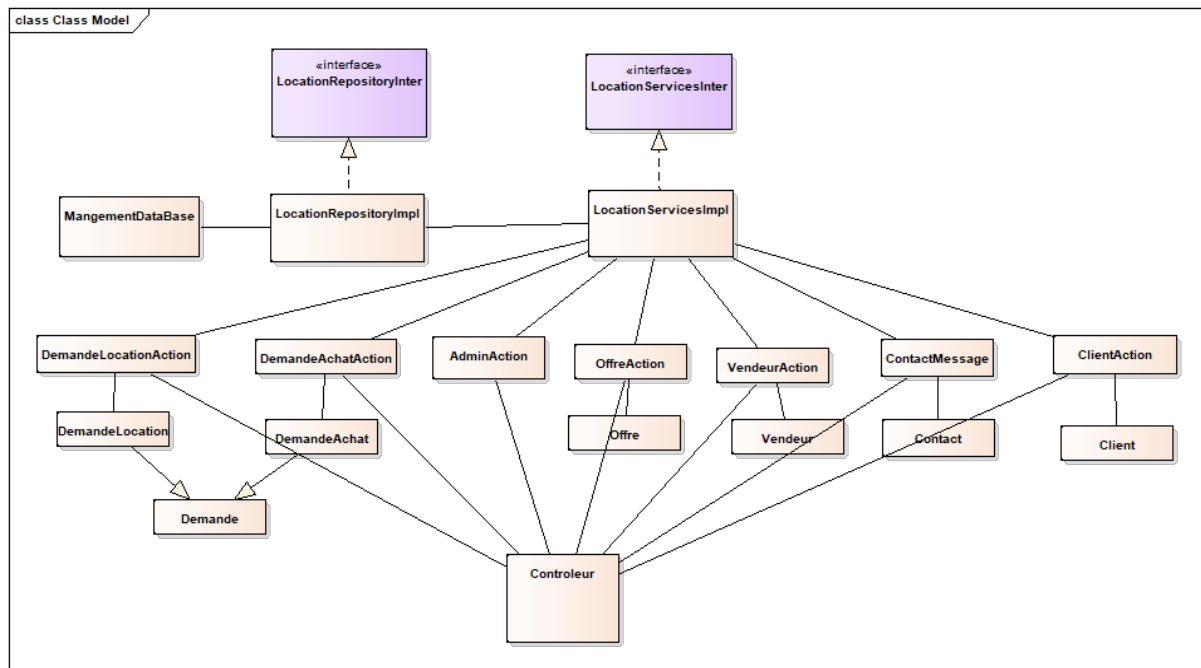 class Class Model
«interface»
LocationRepositoryInter
«interface»
LocationServicesInter
MangementDataBase
LocationRepositoryImpl
LocationServicesImpl
DemandeLocationAction
DemandeAchatAction
AdminAction
OffreAction
VendeurAction
ContactMessage
ClientAction
DemandeLocation
DemandeAchat
Offre
Vendeur
Contact
Client
Demande
Controleur